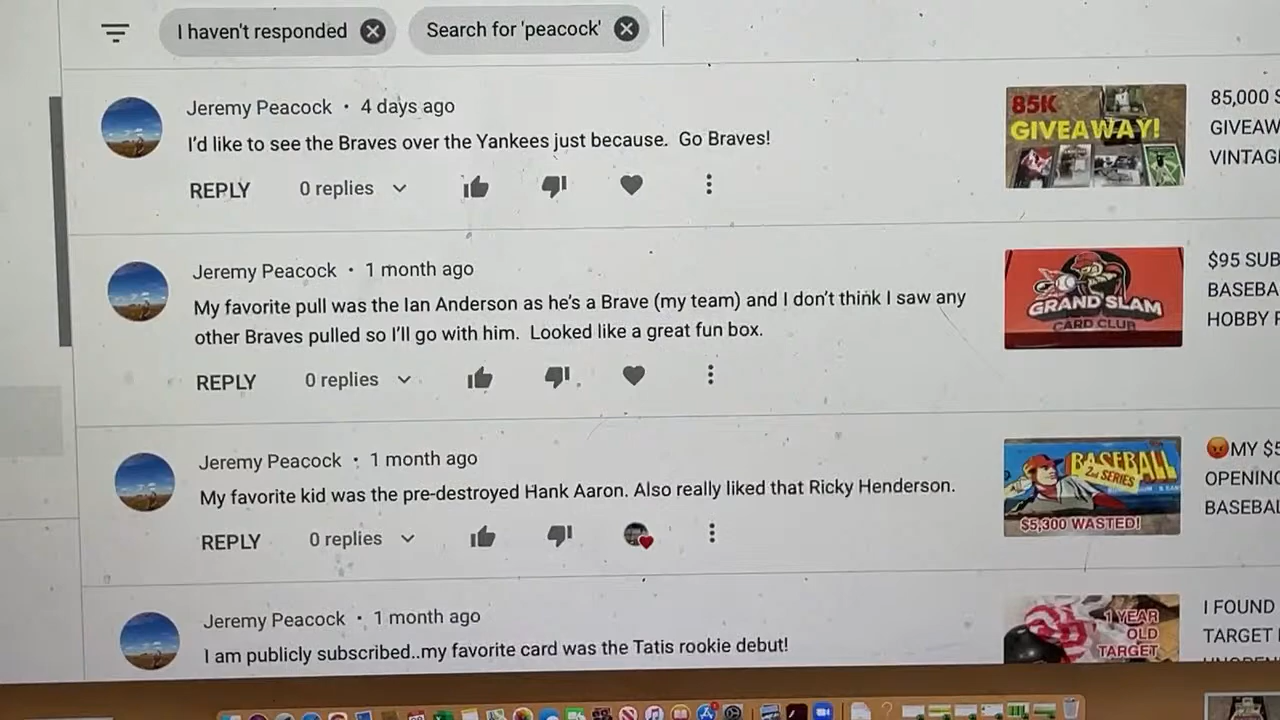 I haven't responded
Search for 'peacock'
Jeremy Peacock • 4 days ago
I'd like to see the Braves over the Yankees just because. Go Braves!
REPLY 0 replies
85K
GIVEAWAY!
85,000 S
GIVEAW
VINTAGE
Jeremy Peacock • 1 month ago
My favorite pull was the Ian Anderson as he's a Brave (my team) and I don't think I saw any
other Braves pulled so I'll go with him. Looked like a great fun box.
REPLY 0 replies
GRAND SLAM
CARD CLUB
$95 SUB
BASEBA
HOBBY
Jeremy Peacock • 1 month ago
My favorite kid was the pre-destroyed Hank Aaron. Also really liked that Ricky Henderson.
REPLY 0 replies
BASEBALL
2nd SERIES
$5,300 WASTED!
MY $5
OPENING
BASEBAL
Jeremy Peacock • 1 month ago
I am publicly subscribed..my favorite card was the Tatis rookie debut!
1 YEAR
OLD
TARGET
I FOUND
TARGET